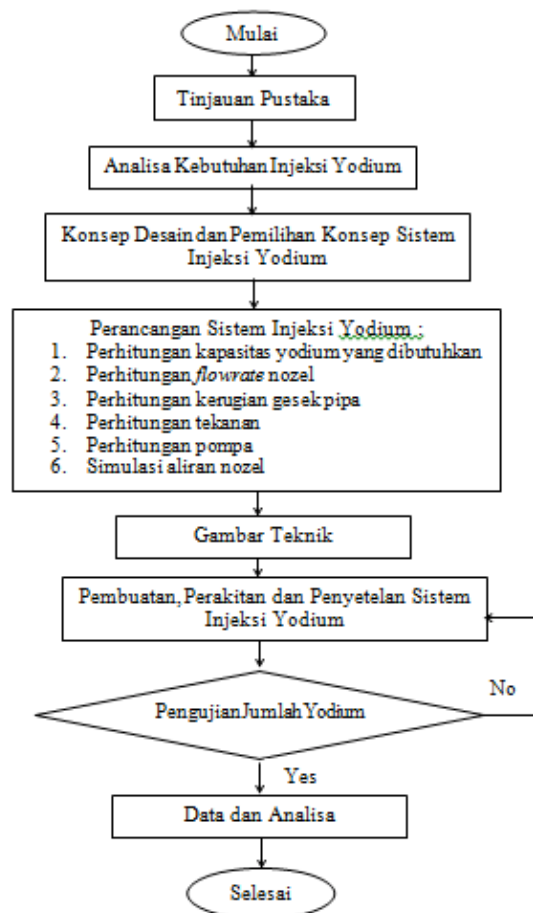 Mulai
Tinjauan Pustaka
Analisa Kebutuhan Injeksi Yodium
Konsep Desain dan Pemilihan Konsep Sistem
Injeksi Yodium
Perancangan Sistem Injeksi Yodium :
1. Perhitungan kapasitas yodium yang dibutuhkan
2. Perhitungan flowrate nozel
3. Perhitungan kerugian gesek pipa
4. Perhitungan tekanan
5. Perhitungan pompa
6. Simulasi aliran nozel
Gambar Teknik
Pembuatan, Perakitan dan Penyetelan Sistem
Injeksi Yodium
No
Pengujian Jumlah Yodium
Yes
Data dan Analisa
Selesai